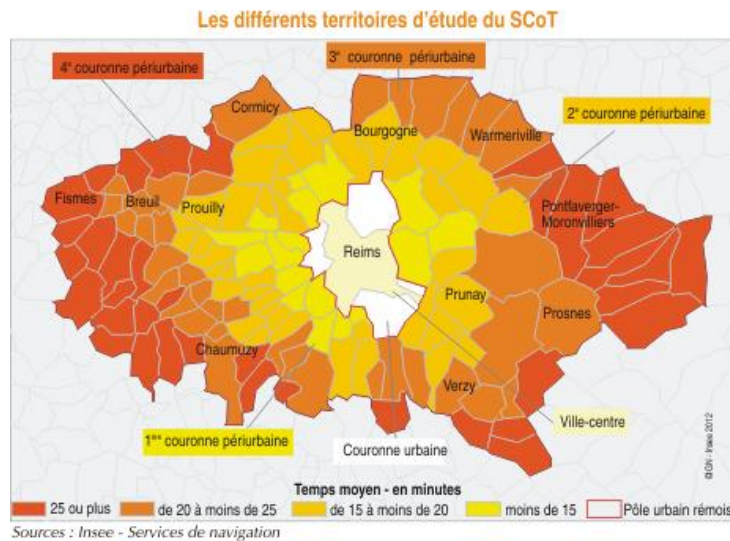 Les différents territoires d'étude du SCoT
4e couronne périurbaine
3e couronne périurbaine
2e couronne périurbaine
Cormicy
Bourgogne
Warmeriville
Fismes
Breuil
Prouilly
Pontfaverger-
Moronvilliers
Reims
Prunay
Prosnes
Chaumuzy
Verzy
1ère couronne périurbaine
Couronne urbaine
Ville-centre
©IGN - Insee 2012
Temps moyen - en minutes
25 ou plus
de 20 à moins de 25
de 15 à moins de 20
moins de 15
Pôle urbain rémois
Sources : Insee - Services de navigation